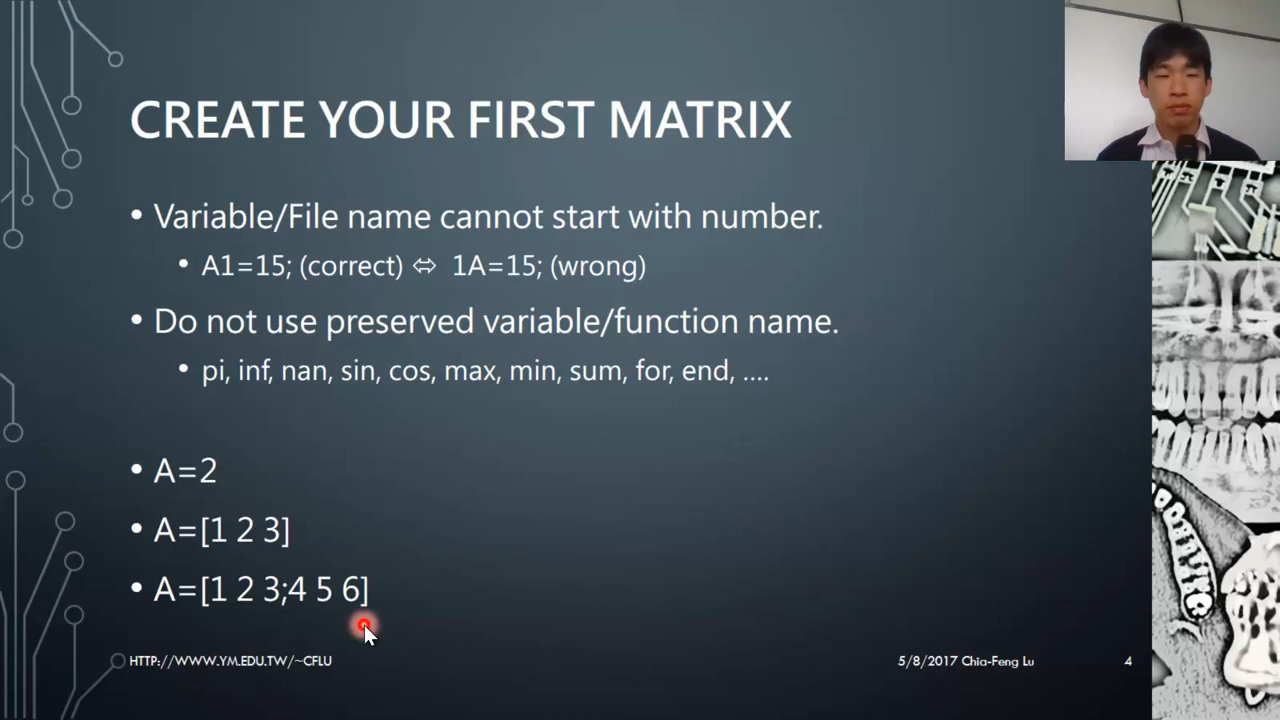 CREATE YOUR FIRST MATRIX
• Variable/File name cannot start with number.
• A1=15; (correct) ⬄ 1A=15; (wrong)
• Do not use preserved variable/function name.
• pi, inf, nan, sin, cos, max, min, sum, for, end, ....
• A=2
• A=[1 2 3]
• A=[1 2 3;4 5 6]
HTTP://WWW.YM.EDU.TW/~CFLU
5/8/2017 Chia-Feng Lu
4